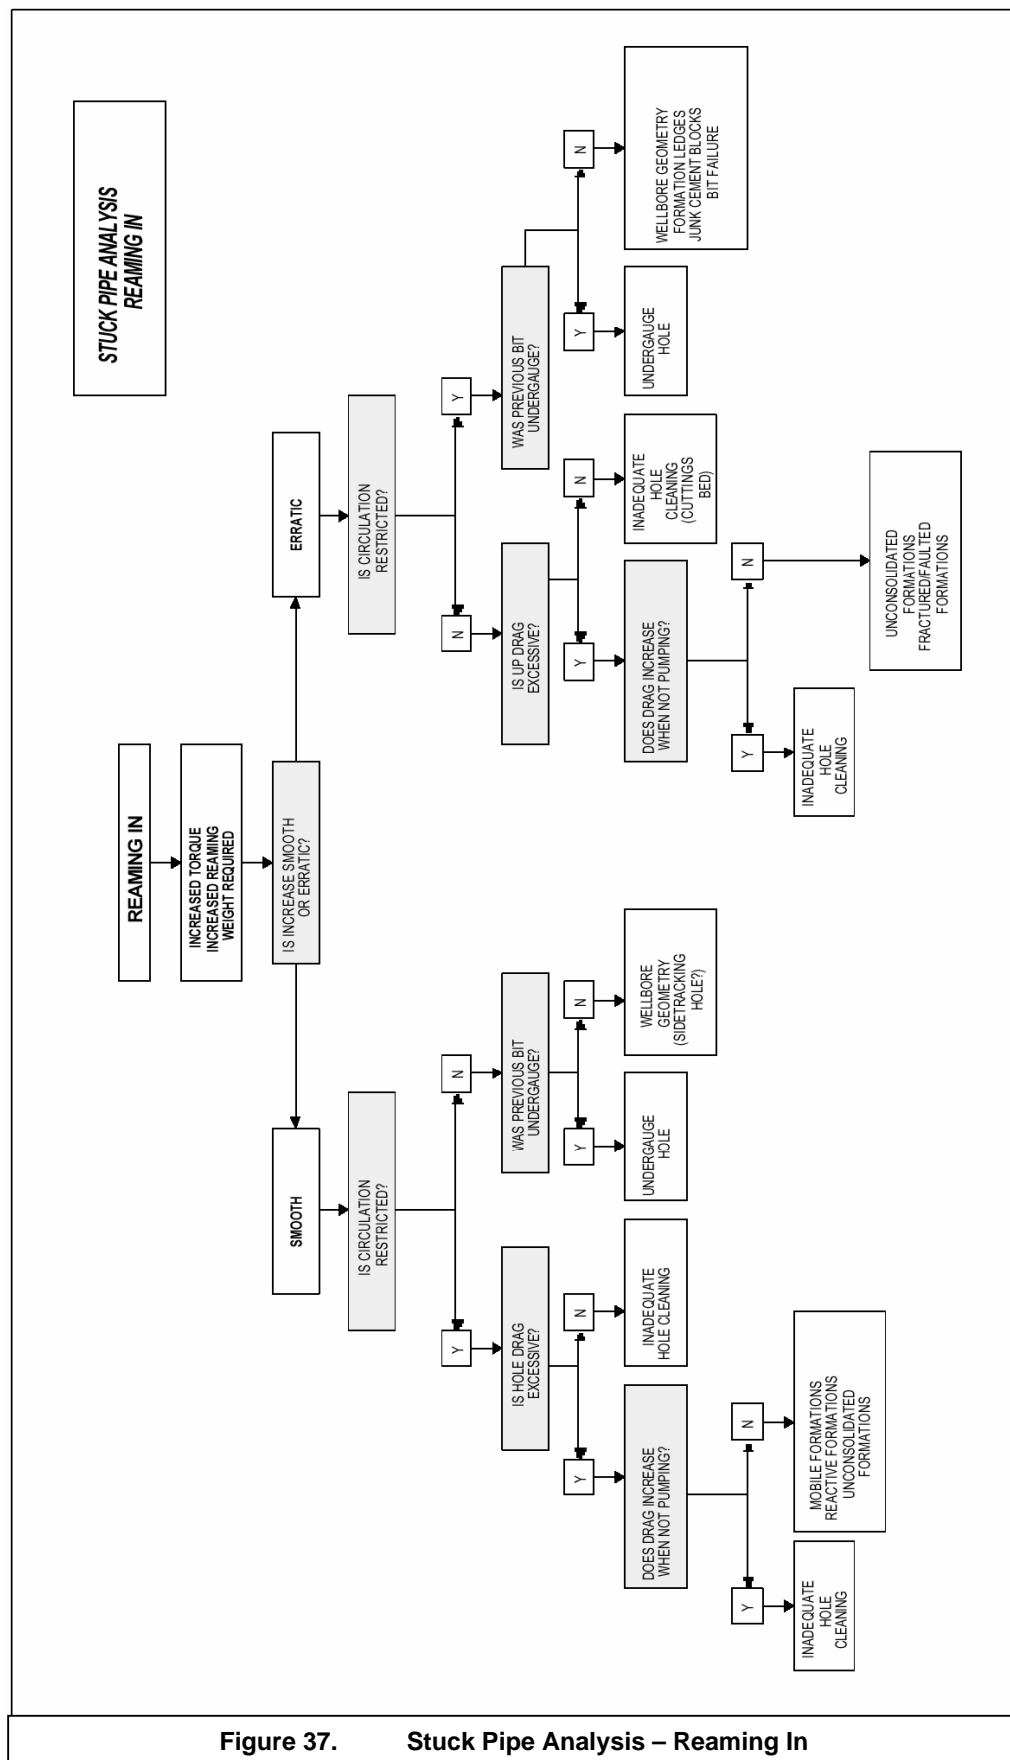 STUCK PIPE ANALYSIS
REAMING IN
REAMING IN
INCREASED TORQUE
INCREASED REAMING
WEIGHT REQUIRED
IS INCREASE SMOOTH
OR ERRATIC?
SMOOTH
ERRATIC
IS CIRCULATION
RESTRICTED?
IS CIRCULATION
RESTRICTED?
Y
N
N
Y
IS HOLE DRAG
EXCESSIVE?
WAS PREVIOUS BIT
UNDERGAUGE?
IS UP DRAG
EXCESSIVE?
WAS PREVIOUS BIT
UNDERGAUGE?
Y
N
Y
N
Y
N
Y
N
DOES DRAG INCREASE
WHEN NOT PUMPING?
INADEQUATE
HOLE CLEANING
UNDERGAUGE
HOLE
WELLBORE
GEOMETRY
(SIDETRACKING
HOLE?)
DOES DRAG INCREASE
WHEN NOT PUMPING?
INADEQUATE
HOLE
CLEANING
(CUTTINGS
BED)
UNDERGAUGE
HOLE
WELLBORE GEOMETRY
FORMATION LEDGES
JUNK CEMENT BLOCKS
BIT FAILURE
Y
N
Y
N
INADEQUATE
HOLE
CLEANING
MOBILE FORMATIONS
REACTIVE FORMATIONS
UNCONSOLIDATED
FORMATIONS
INADEQUATE
HOLE
CLEANING
UNCONSOLIDATED
FORMATIONS
FRACTURED/FAULTED
FORMATIONS
Figure 37. Stuck Pipe Analysis – Reaming In